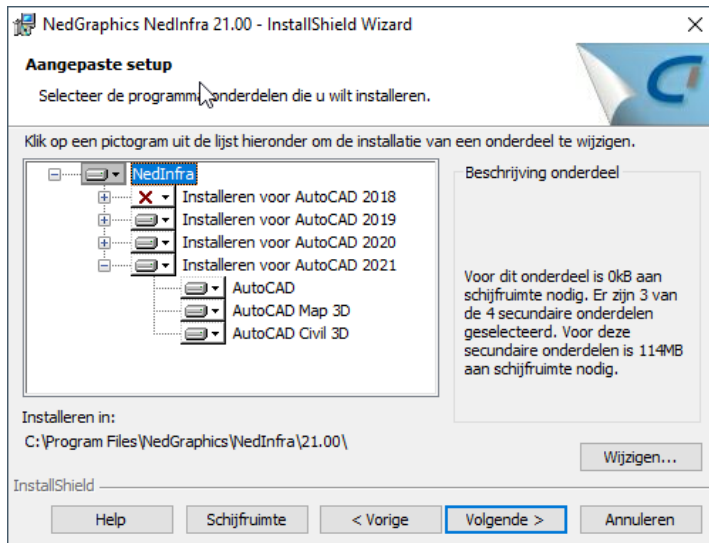 NedGraphics NedInfra 21.00 - InstallShield Wizard
Aangepaste setup
Selecteer de programmaonderdelen die u wilt installeren.
Klik op een pictogram uit de lijst hieronder om de installatie van een onderdeel te wijzigen.
NedInfra
Installeren voor AutoCAD 2018
Installeren voor AutoCAD 2019
Installeren voor AutoCAD 2020
Installeren voor AutoCAD 2021
AutoCAD
AutoCAD Map 3D
AutoCAD Civil 3D
Beschrijving onderdeel
Voor dit onderdeel is 0kB aan
schijfruimte nodig. Er zijn 3 van
de 4 secundaire onderdelen
geselecteerd. Voor deze
secundaire onderdelen is 114MB
aan schijfruimte nodig.
Installeren in:
C:\Program Files\NedGraphics\NedInfra\21.00\
Wijzigen...
InstallShield
Help
Schijfruimte
< Vorige
Volgende >
Annuleren